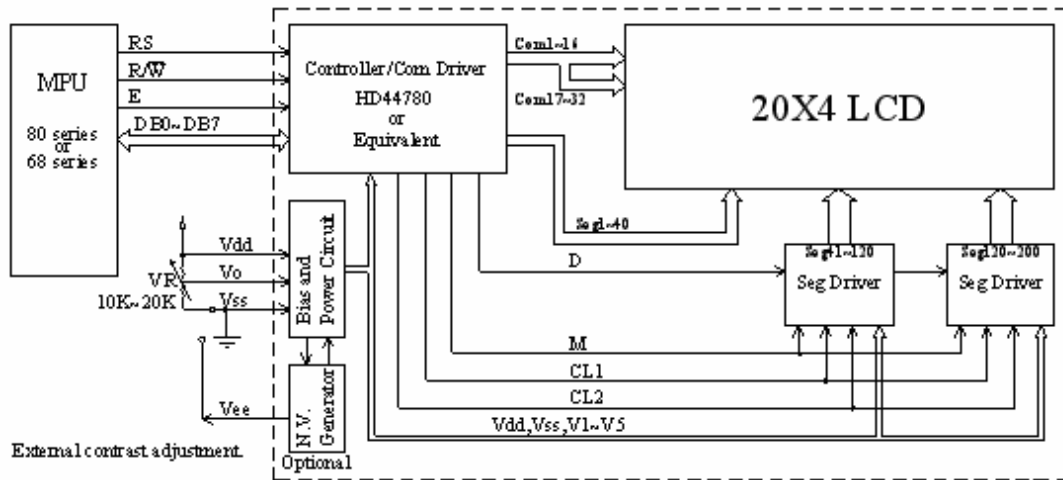 MPU
80 series
or
68 series
RS
R/W̅
E
DB0~DB7
Controller/Com Driver
HD44780
or
Equivalent
Com1~16
Com17~32
20X4 LCD
Seg1~40
D
Seg41~120
Seg Driver
Seg120~200
Seg Driver
Vdd
Vo
Vss
VR
10K~20K
Bias and
Power Circuit
M
CL1
CL2
Vdd,Vss,V1~V5
Vee
N.V.
Generator
Optional
External contrast adjustment.